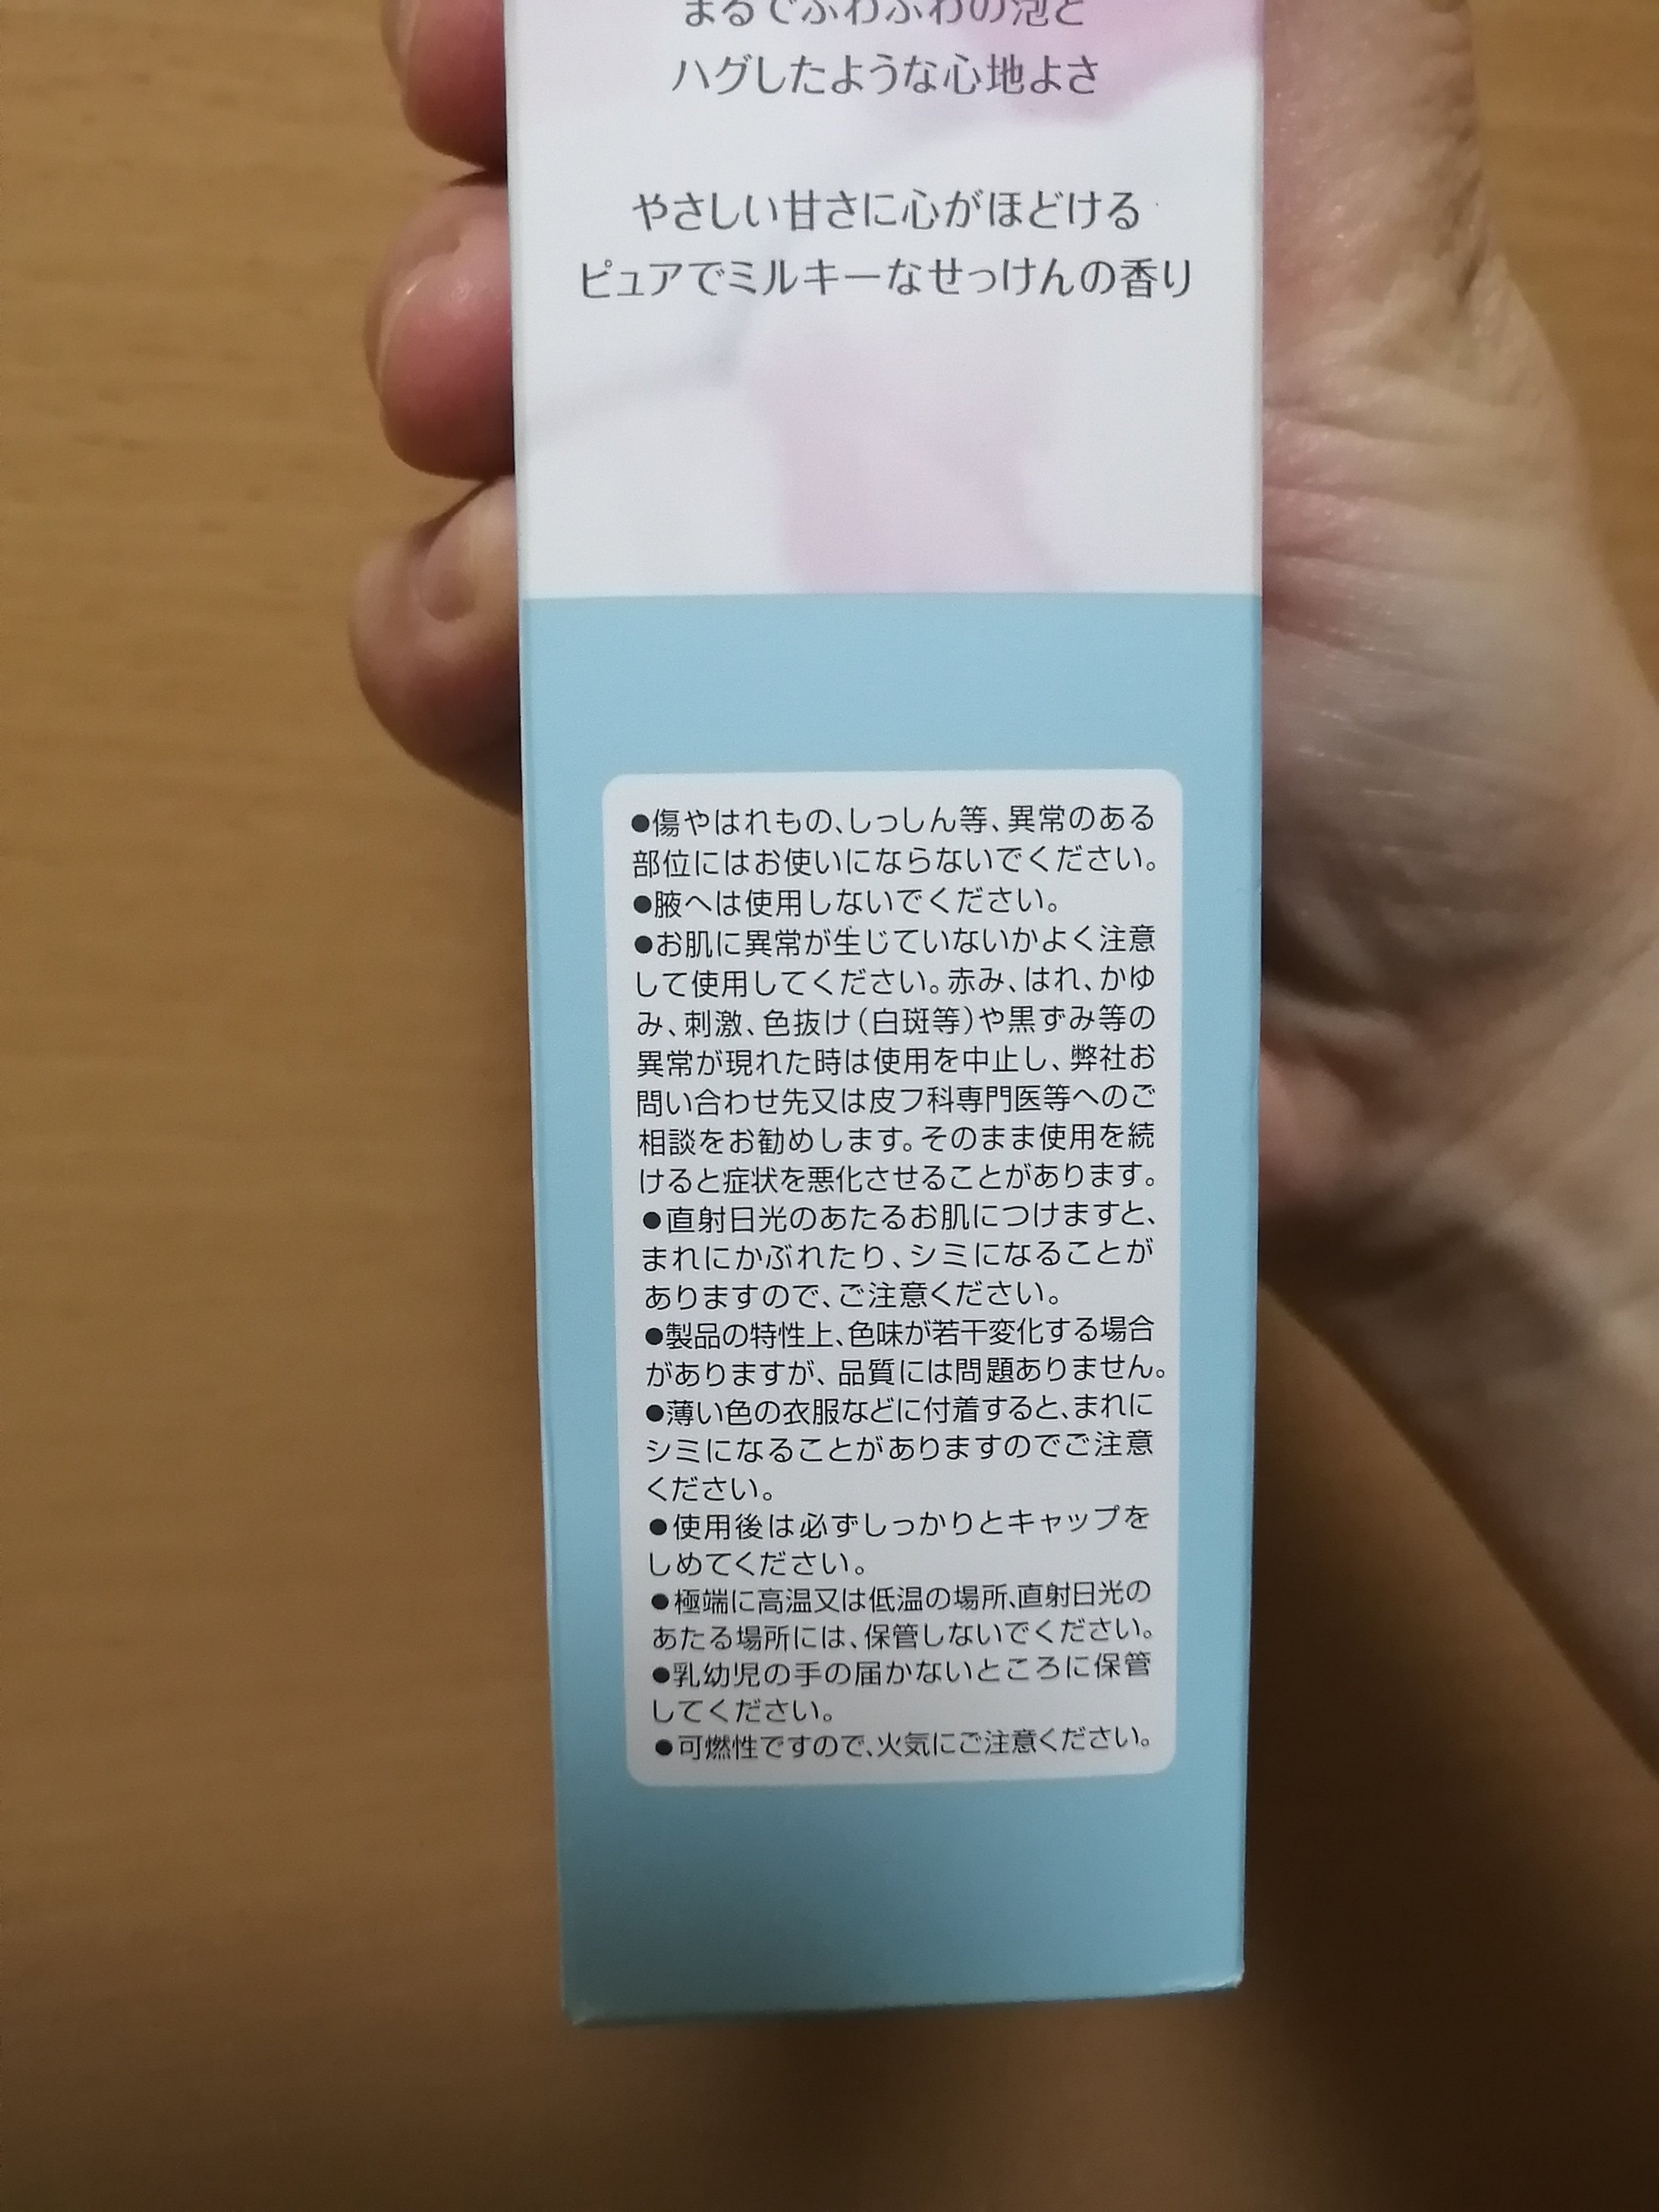 まるでふわふわの泡と
ハグしたような心地よさ
やさしい甘さに心がほどける
ピュアでミルキーなせっけんの香り
●傷やはれもの、しっしん等、異常のある
部位にはお使いにならないでください。
●腋へは使用しないでください。
●お肌に異常が生じていないかよく注意
して使用してください。赤み、はれ、かゆ
み、刺激、色抜け（白斑等）や黒ずみ等の
異常が現れた時は使用を中止し、弊社お
問い合わせ先又は皮フ科専門医等へのご
相談をお勧めします。そのまま使用を続
けると症状を悪化させることがあります。
●直射日光のあたるお肌につけますと、
まれにかぶれたり、シミになることが
ありますので、ご注意ください。
●製品の特性上、色味が若干変化する場合
がありますが、品質には問題ありません。
●薄い色の衣服などに付着すると、まれに
シミになることがありますのでご注意
ください。
●使用後は必ずしっかりとキャップを
しめてください。
●極端に高温又は低温の場所、直射日光の
あたる場所には、保管しないでください。
●乳幼児の手の届かないところに保管
してください。
●可燃性ですので、火気にご注意ください。